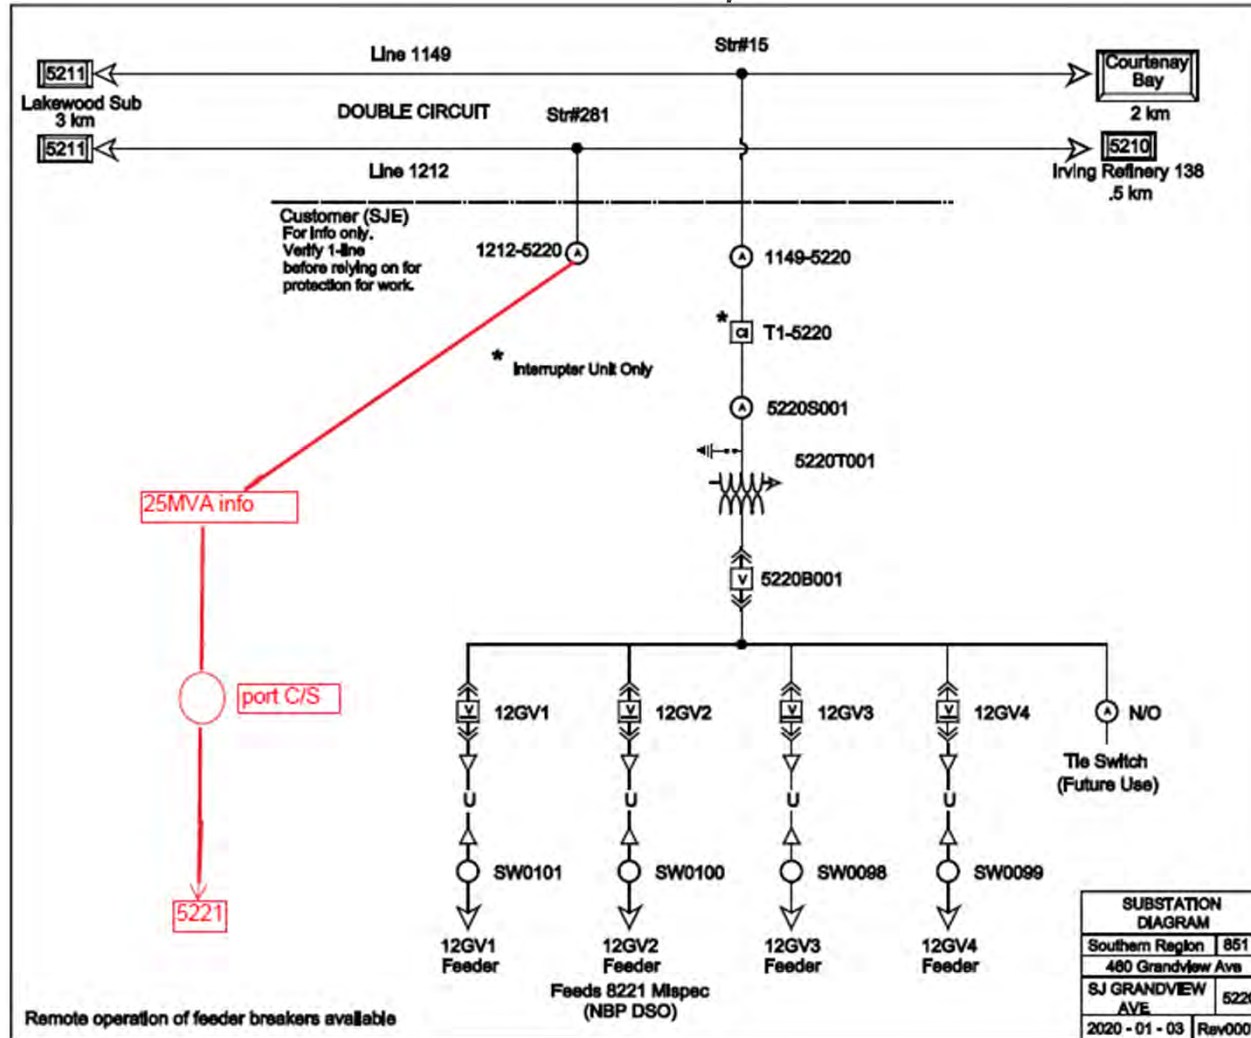 Line 1149
Str#15
5211
Courtenay
Bay
Lakewood Sub
3 km
DOUBLE CIRCUIT
Str#281
2 km
5211
5210
Line 1212
Irving Refinery 138
.5 km
Customer (SJE)
For info only.
Verify 1-line
before relying on for
protection for work.
1212-5220
A
A
1149-5220
*
CI
T1-5220
*
Interrupter Unit Only
A
5220S001
5220T001
25MVA info
V
5220B001
port C/S
V
12GV1
V
12GV2
V
12GV3
V
12GV4
A
N/O
Tie Switch
(Future Use)
U
U
U
U
SW0101
SW0100
SW0098
SW0099
5221
12GV1
Feeder
12GV2
Feeder
12GV3
Feeder
12GV4
Feeder
Feeds 8221 Mispec
(NBP DSO)
SUBSTATION
DIAGRAM
Southern Region 851
460 Grandview Ave
SJ GRANDVIEW
AVE
2020 - 01 - 03
Remote operation of feeder breakers available